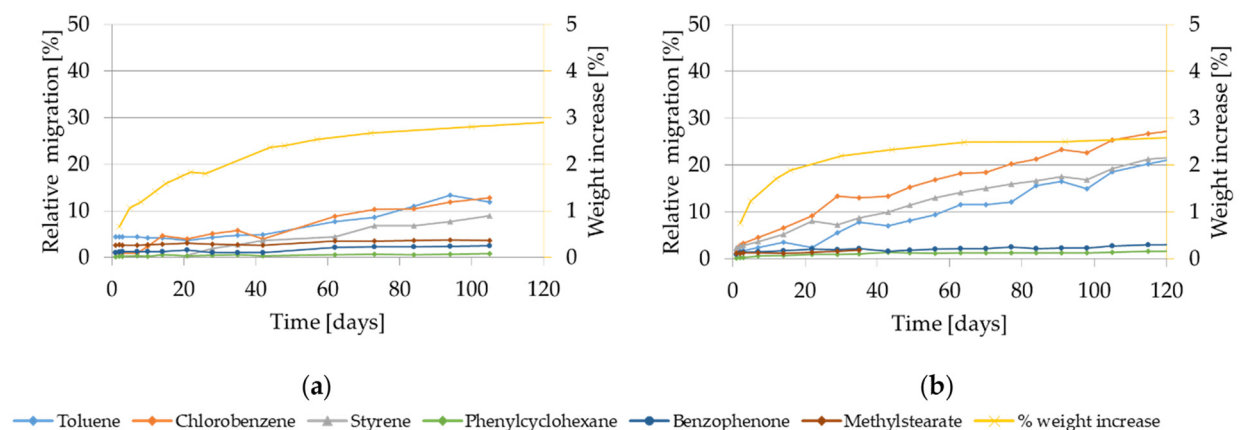 50
40
30
20
10
0
Relative migration [%]
5
4
3
2
1
0
Weight increase [%]
0 20 40 60 80 100 120
Time [days]
(a)
50
40
30
20
10
0
Relative migration [%]
5
4
3
2
1
0
Weight increase [%]
0 20 40 60 80 100 120
Time [days]
(b)
Toluene Chlorobenzene Styrene Phenylcyclohexane Benzophenone Methylstearate % weight increase